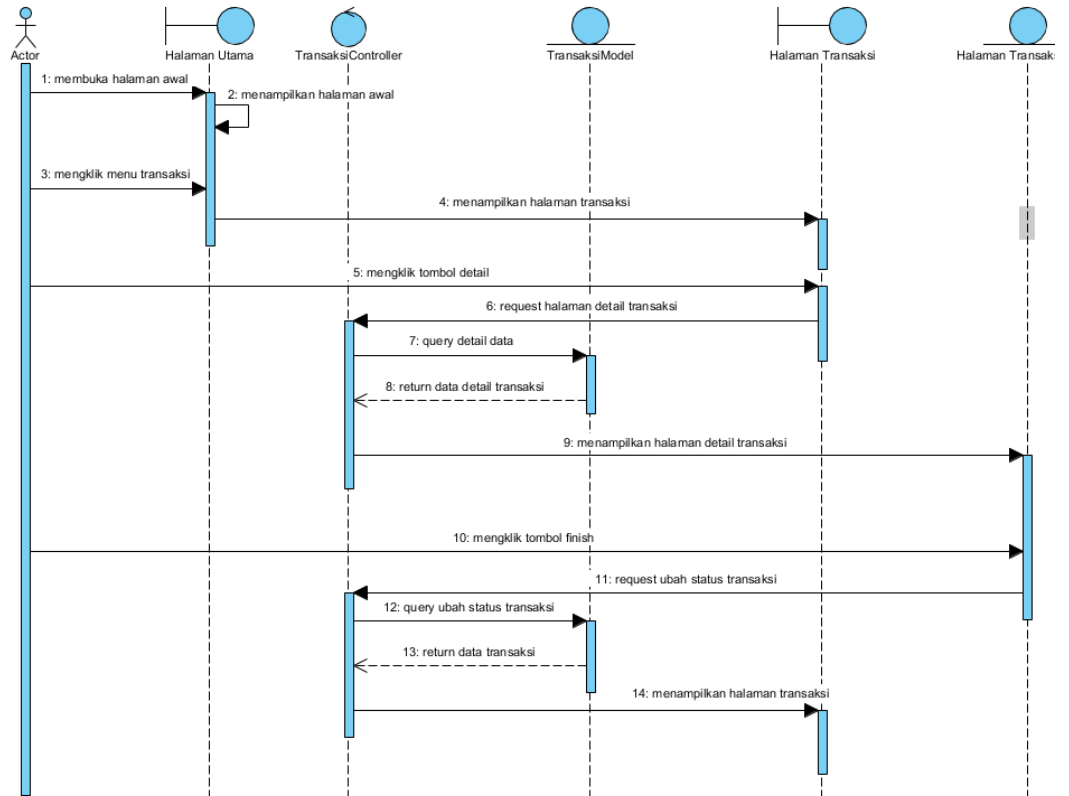 Actor
Halaman Utama
TransaksiController
TransaksiModel
Halaman Transaksi
Halaman
1: membuka halaman awal
2: menampilkan halaman awal
3: mengklik menu transaksi
4: menampilkan halaman transaksi
5: mengklik tombol detail
6: request halaman detail transaksi
7: query detail data
8: return data detail transaksi
9: menampilkan halaman detail transaksi
10: mengklik tombol finish
11: request ubah status transaksi
12: query ubah status transaksi
13: return data transaksi
14: menampilkan halaman transaksi